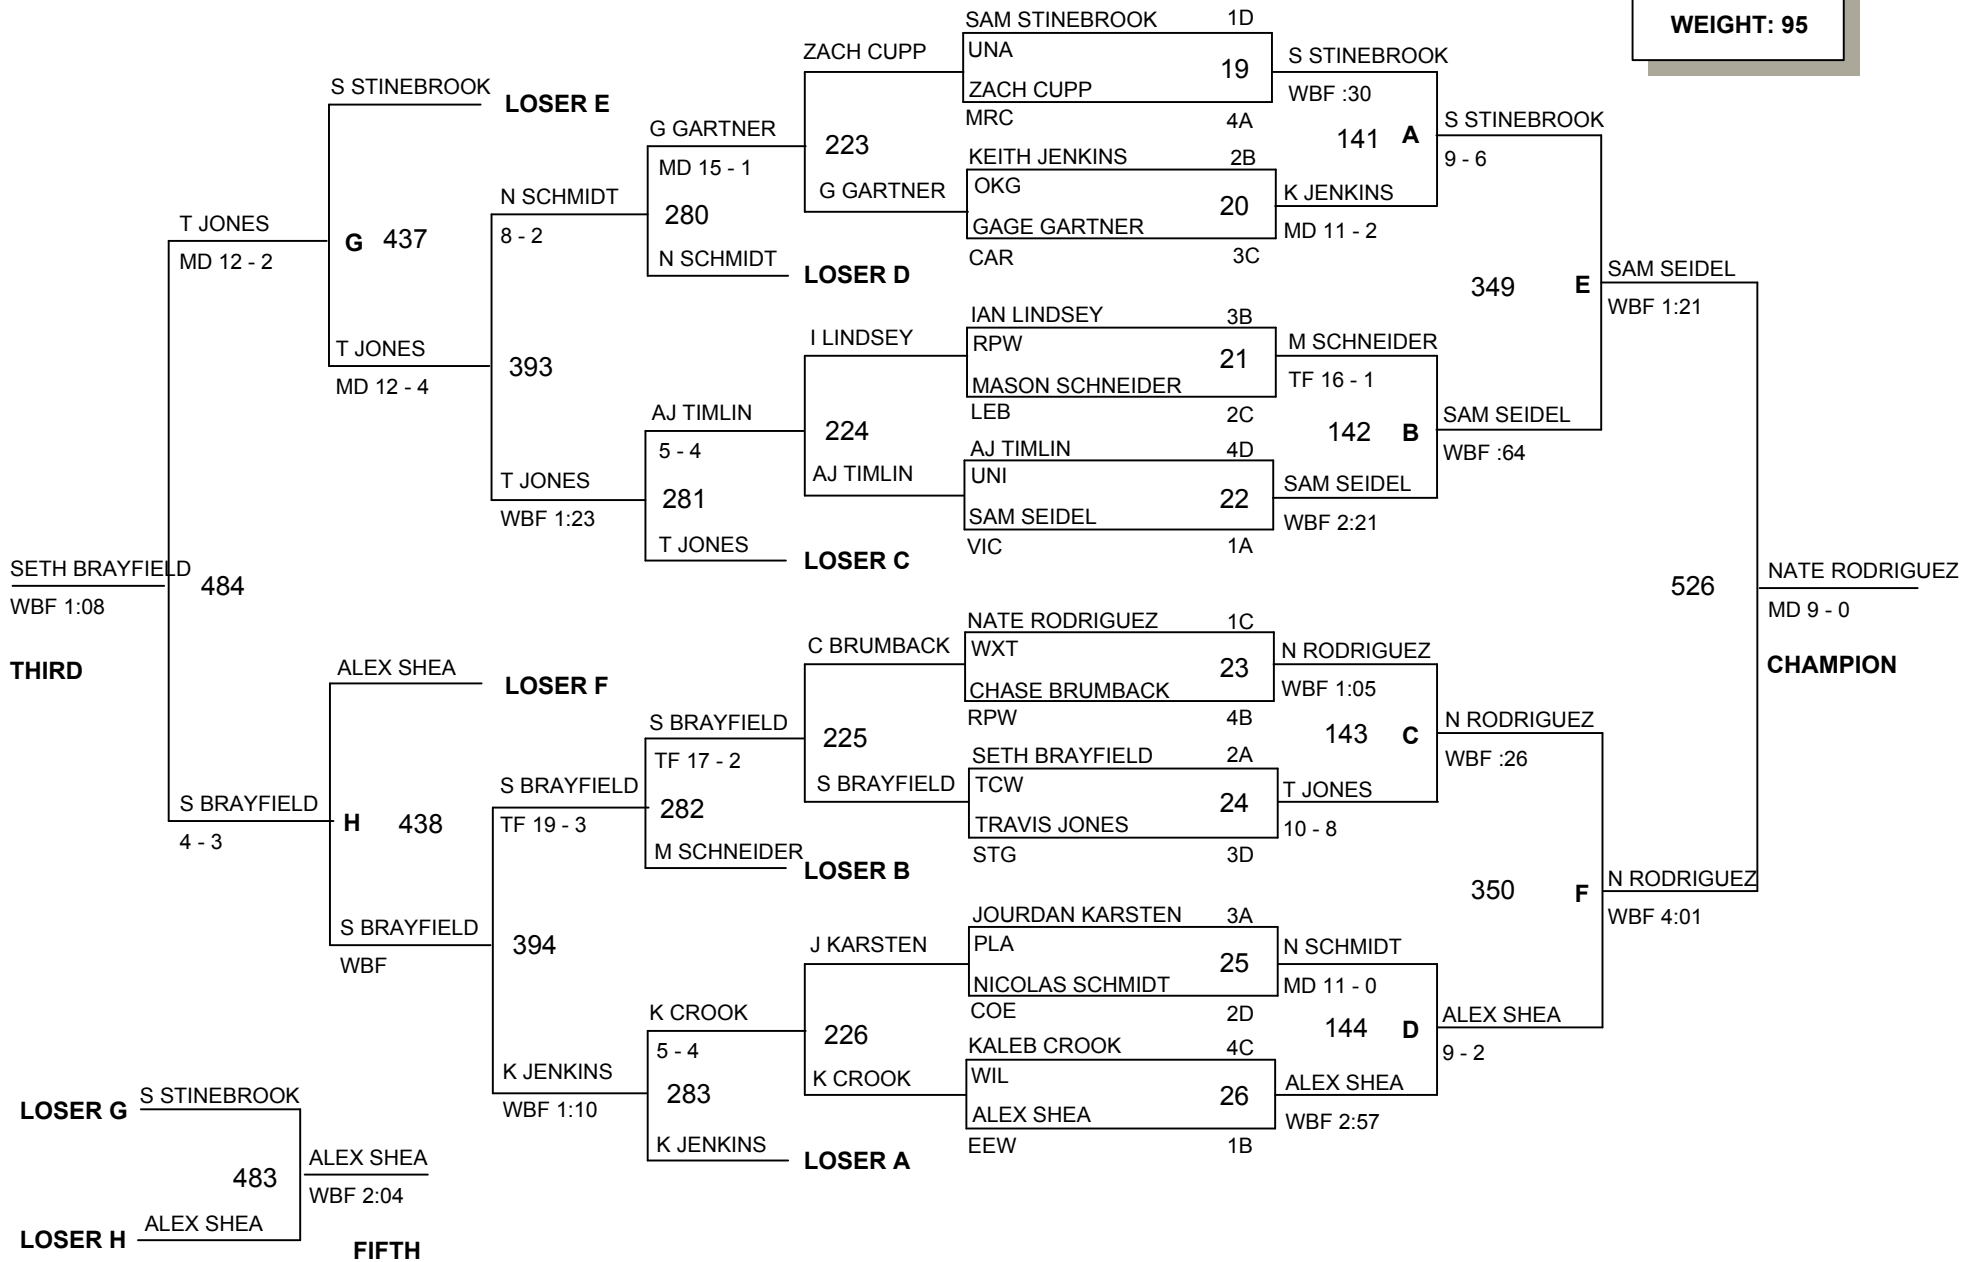 WEIGHT: 95
SAM STINEBROOK 1D
UNA
19
ZACH CUPP
MRC 4A
KEITH JENKINS 2B
OKG
20
GAGE GARTNER
CAR 3C
IAN LINDSEY 3B
RPW
21
MASON SCHNEIDER
LEB 2C
AJ TIMLIN 4D
UNI
22
SAM SEIDEL
VIC 1A
NATE RODRIGUEZ 1C
WXT
23
CHASE BRUMBACK
RPW 4B
SETH BRAYFIELD 2A
TCW
24
TRAVIS JONES
STG 3D
JOURDAN KARSTEN 3A
PLA
25
NICOLAS SCHMIDT
COE 2D
KALEB CROOK 4C
WIL
26
ALEX SHEA
EEW 1B
S STINEBROOK
WBF :30
141 A
K JENKINS
MD 11 - 2
M SCHNEIDER
TF 16 - 1
142 B
SAM SEIDEL
WBF 2:21
N RODRIGUEZ
WBF 1:05
143 C
T JONES
10 - 8
N SCHMIDT
MD 11 - 0
144 D
ALEX SHEA
WBF 2:57
S STINEBROOK
9 - 6
349 E
SAM SEIDEL
WBF :64
N RODRIGUEZ
WBF :26
350 F
ALEX SHEA
9 - 2
SAM SEIDEL
WBF 1:21
526
N RODRIGUEZ
WBF 4:01
NATE RODRIGUEZ
MD 9 - 0
CHAMPION
ZACH CUPP
223
G GARTNER
I LINDSEY
224
AJ TIMLIN
C BRUMBACK
225
S BRAYFIELD
J KARSTEN
226
K CROOK
G GARTNER
MD 15 - 1
280
N SCHMIDT
LOSER D
AJ TIMLIN
5 - 4
281
T JONES
LOSER C
S BRAYFIELD
TF 17 - 2
282
M SCHNEIDER
LOSER B
K CROOK
5 - 4
283
K JENKINS
LOSER A
N SCHMIDT
8 - 2
393
T JONES
WBF 1:23
S BRAYFIELD
TF 19 - 3
394
K JENKINS
WBF 1:10
S STINEBROOK
LOSER E
G 437
T JONES
MD 12 - 4
ALEX SHEA
LOSER F
H 438
S BRAYFIELD
WBF
T JONES
MD 12 - 2
484
S BRAYFIELD
4 - 3
SETH BRAYFIELD
WBF 1:08
THIRD
LOSER G S STINEBROOK
483
LOSER H ALEX SHEA
ALEX SHEA
WBF 2:04
FIFTH